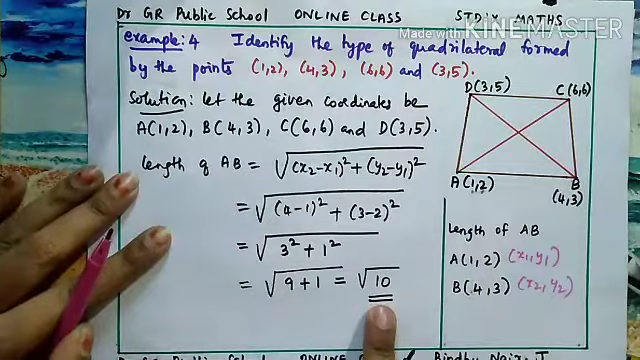 Dr GR Public School ONLINE CLASS STD X MATHS
Made with KINEMASTER
example: 4 Identify the type of quadrilateral formed
by the points (1,2), (4,3), (6,6) and (3,5).
Solution: let the given coordinates be
A(1,2), B(4,3), C(6,6) and D(3,5).
length of AB = √(x2-x1)² + (y2-y1)²
= √(4-1)² + (3-2)²
= √3² + 1²
= √9+1 = √10
D(3,5) C(6,6)
A(1,2) B
(4,3)
length of AB
A(1,2) (x1,y1)
B(4,3) (x2,y2)